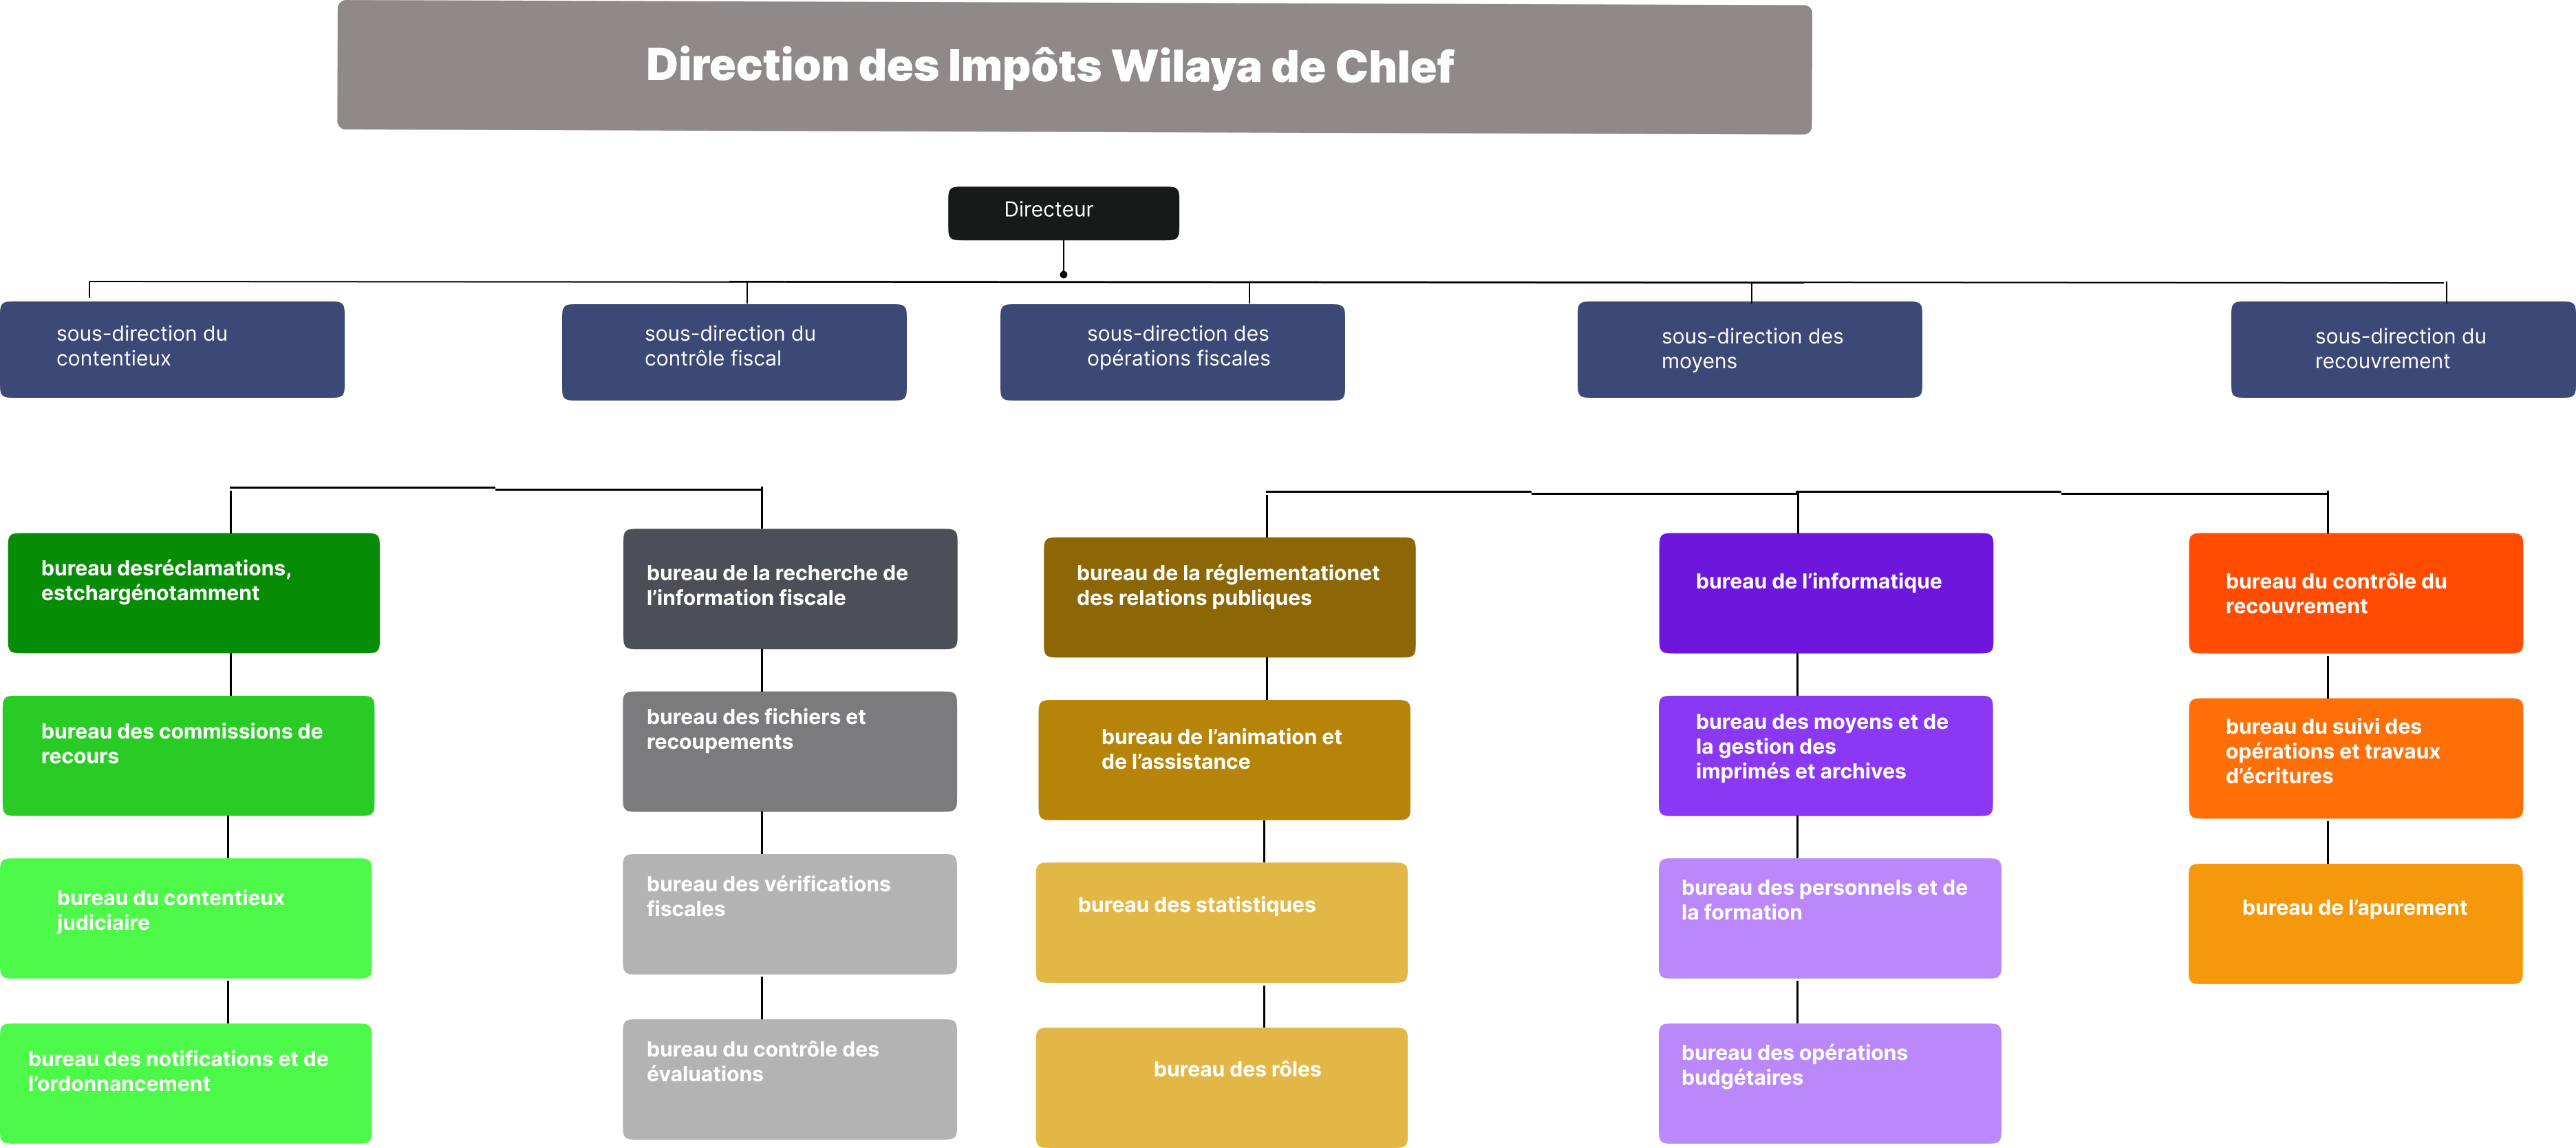 Direction des Impôts Wilaya de Chlef
Directeur
sous-direction du
contentieux
sous-direction du
contrôle fiscal
sous-direction des
opérations fiscales
sous-direction des
moyens
sous-direction du
recouvrement
bureau desréclamations,
estchargénotamment
bureau de la recherche de
l’information fiscale
bureau de la réglementationet
des relations publiques
bureau de l’informatique
bureau du contrôle du
recouvrement
bureau des commissions de
recours
bureau des fichiers et
recoupements
bureau de l’animation et
de l’assistance
bureau des moyens et de
la gestion des
imprimés et archives
bureau du suivi des
opérations et travaux
d’écritures
bureau du contentieux
judiciaire
bureau des vérifications
fiscales
bureau des statistiques
bureau des personnels et de
la formation
bureau de l’apurement
bureau des notifications et de
l’ordonnancement
bureau du contrôle des
évaluations
bureau des rôles
bureau des opérations
budgétaires